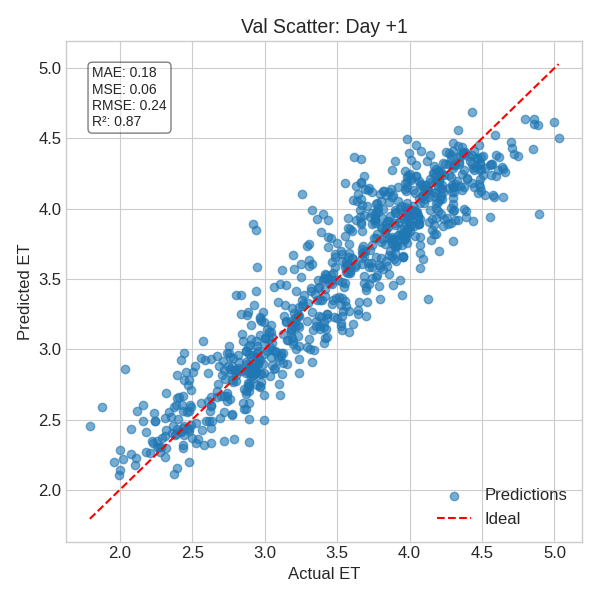 Val Scatter: Day +1
MAE: 0.18
MSE: 0.06
RMSE: 0.24
R²: 0.87
Predicted ET
5.0
4.5
4.0
3.5
3.0
2.5
2.0
Predictions
Ideal
2.0 2.5 3.0 3.5 4.0 4.5 5.0
Actual ET